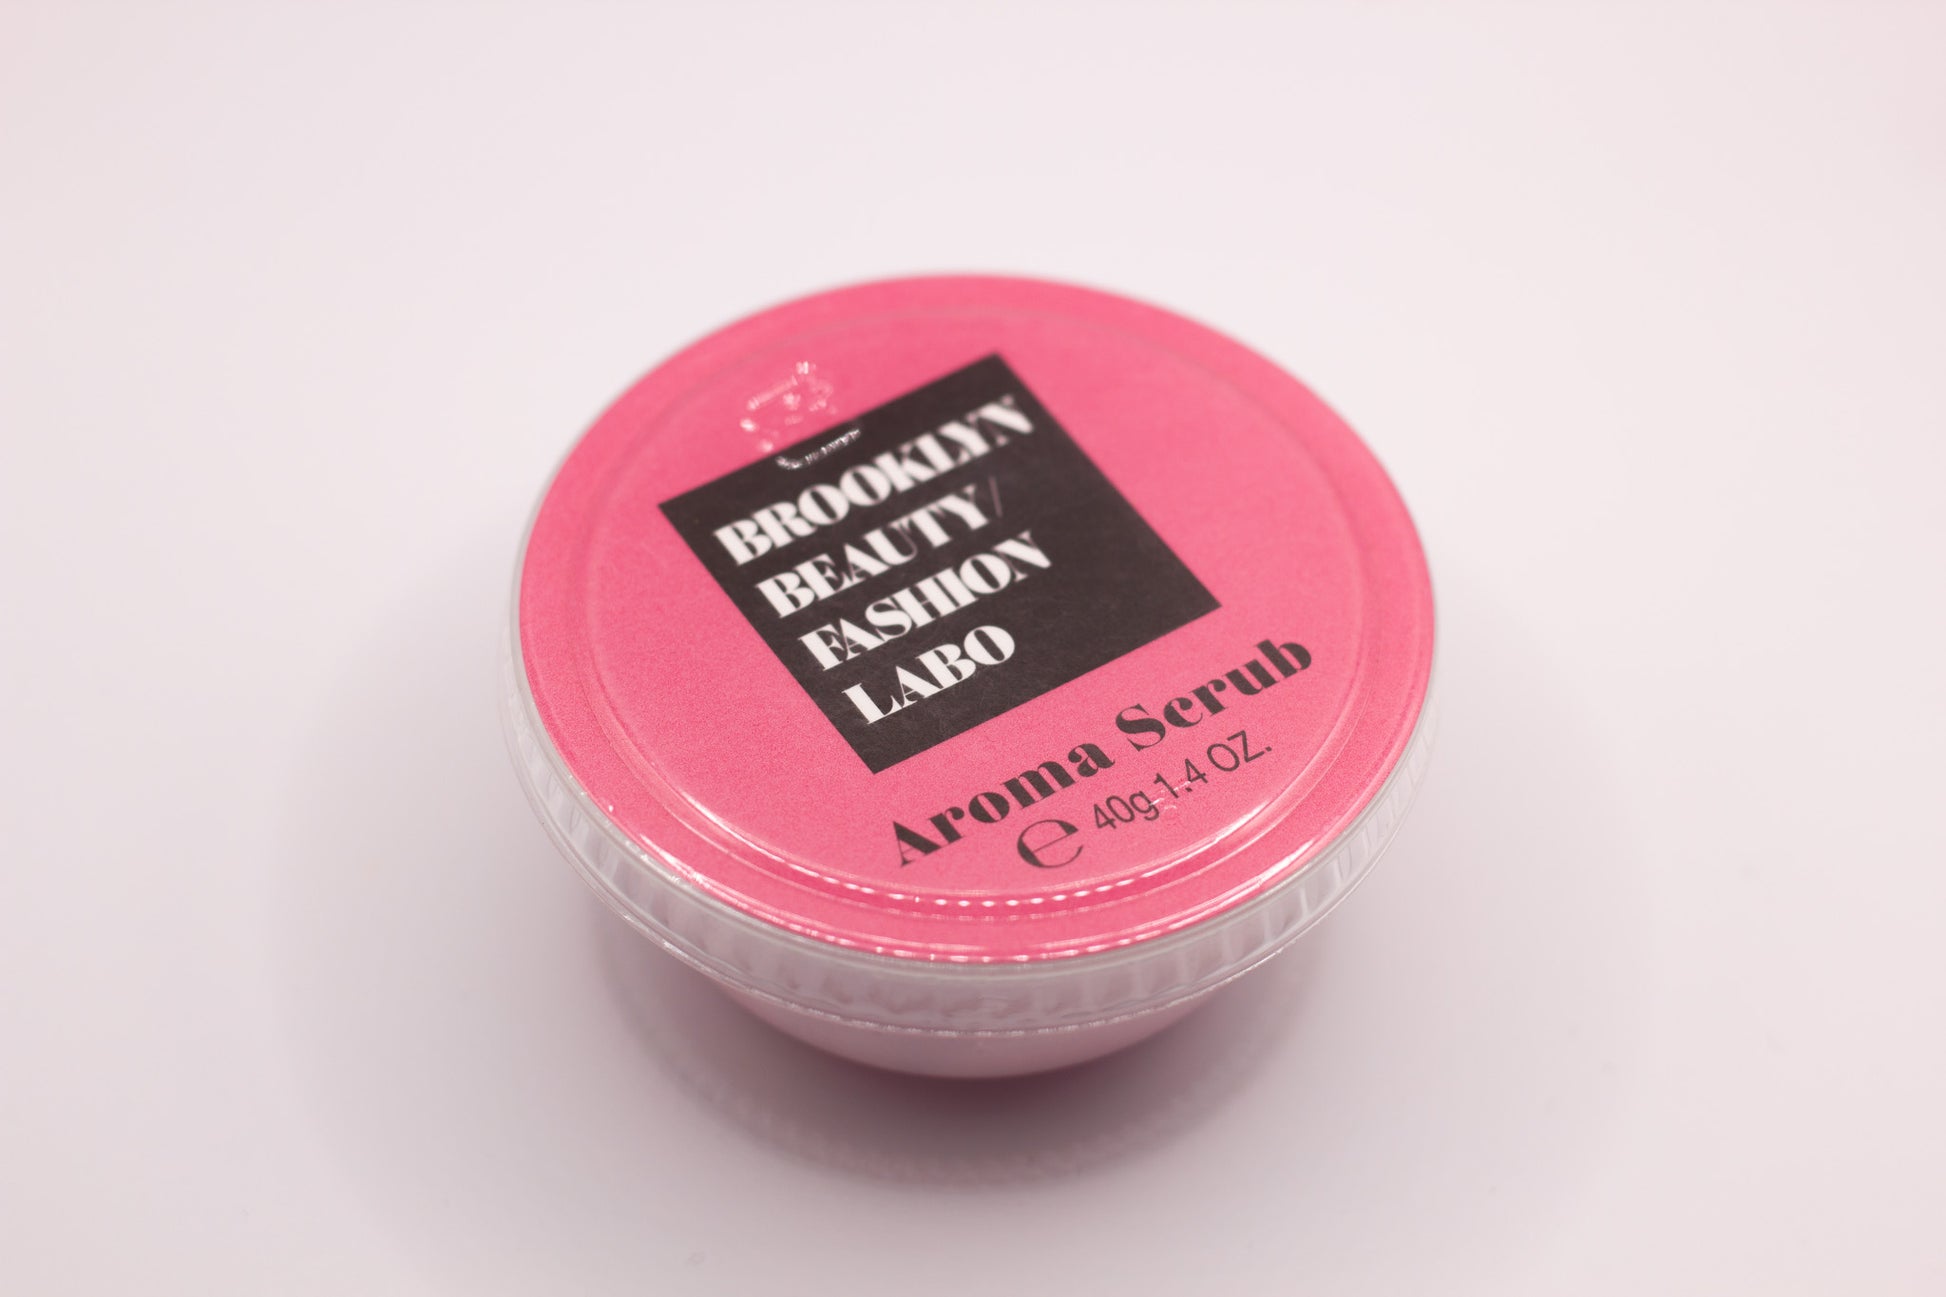 BROOKLYN
BEAUTY/
FASHION
LABO
Aroma Scrub
℮ 40g 1.4 OZ.